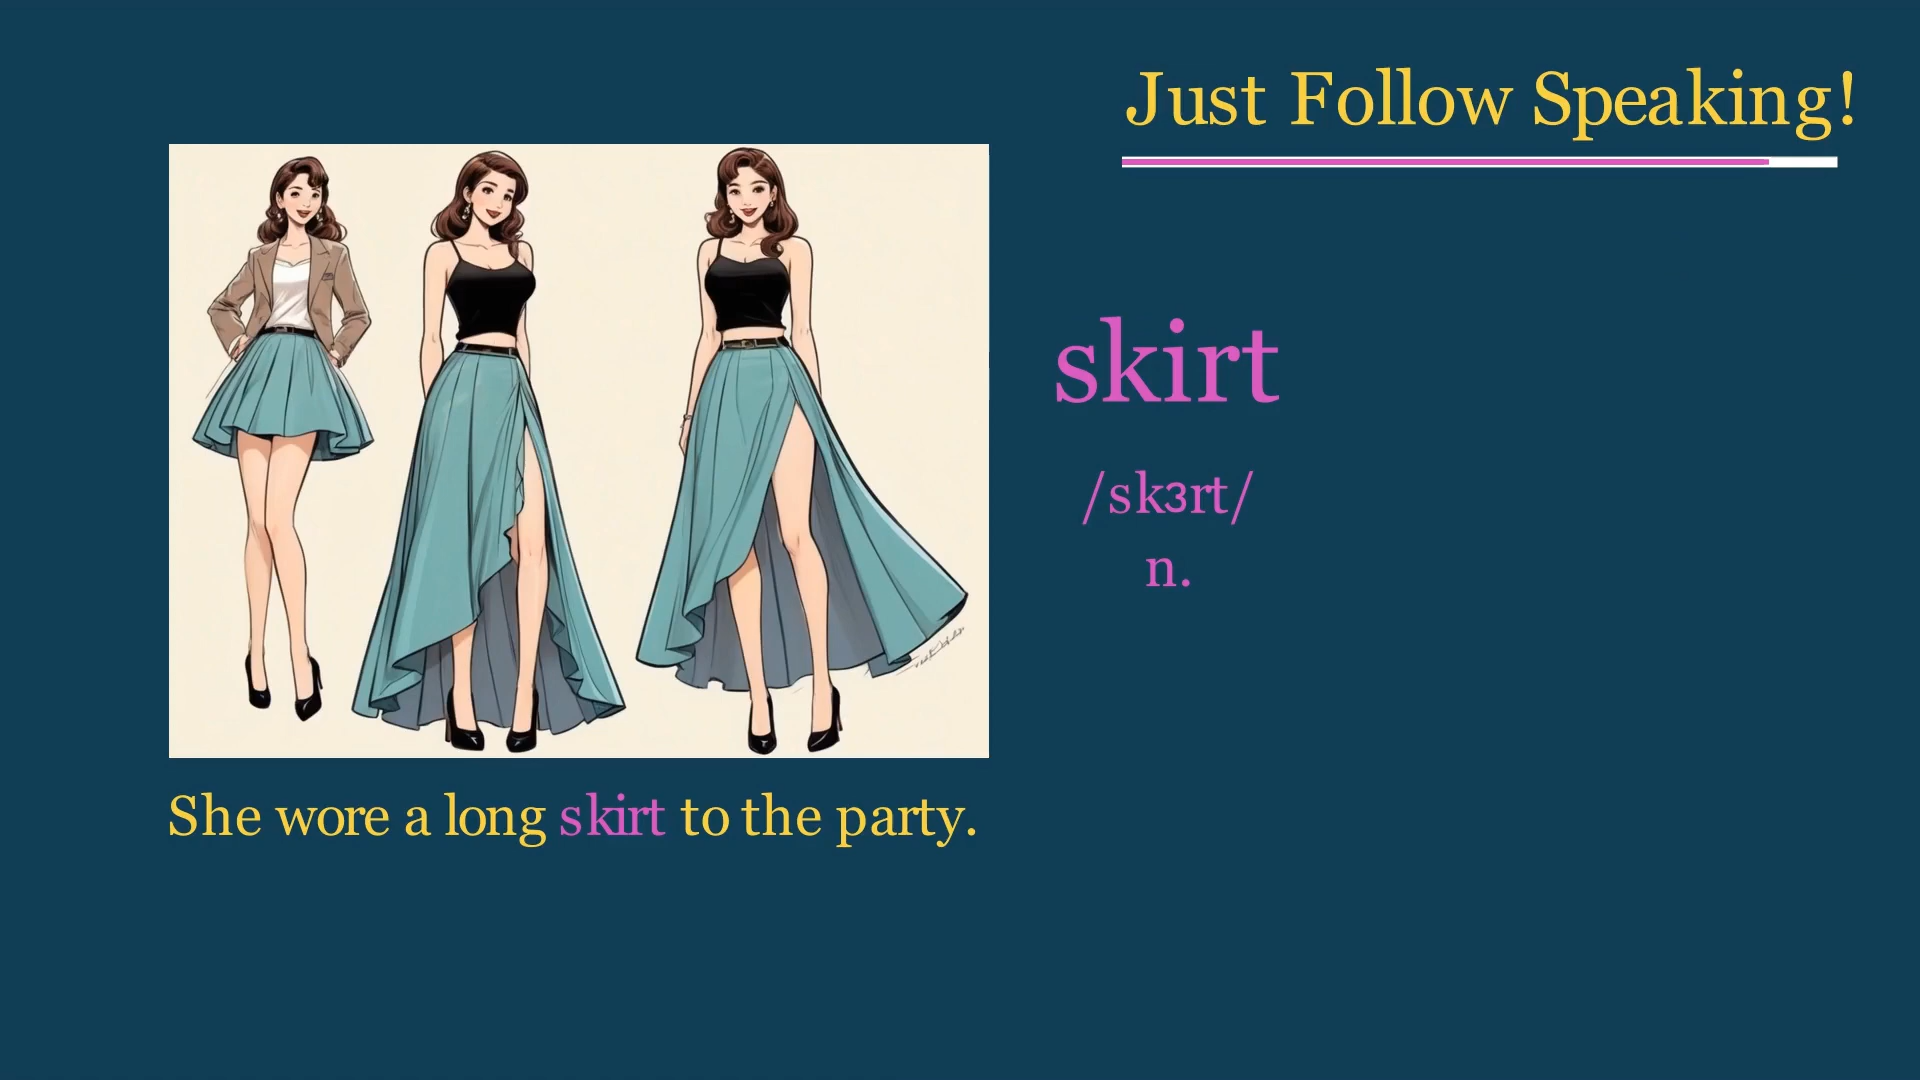 Just Follow Speaking!
skirt
/skɜrt/
n.
She wore a long skirt to the party.